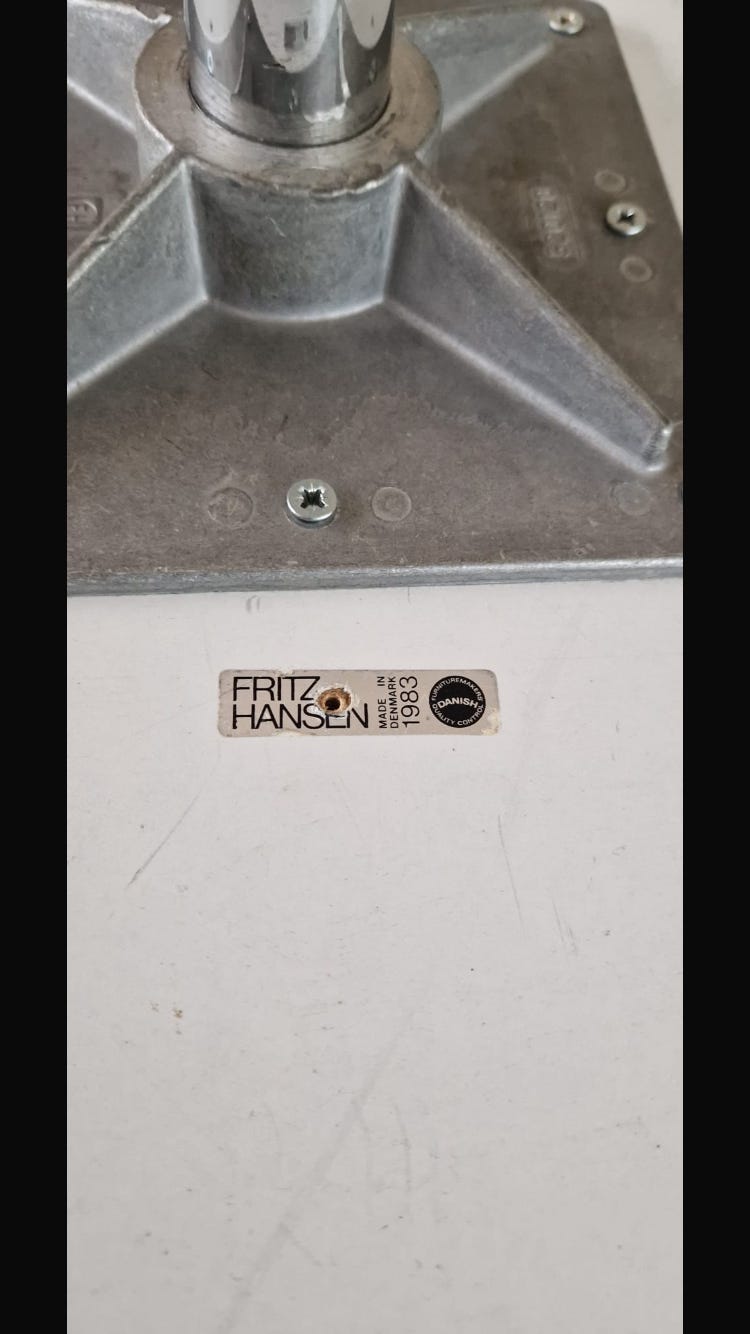 FRITZ
HANSEN
MADE IN
DENMARK
1983
FURNITUREMAKERS
DANISH
QUALITY CONTROL